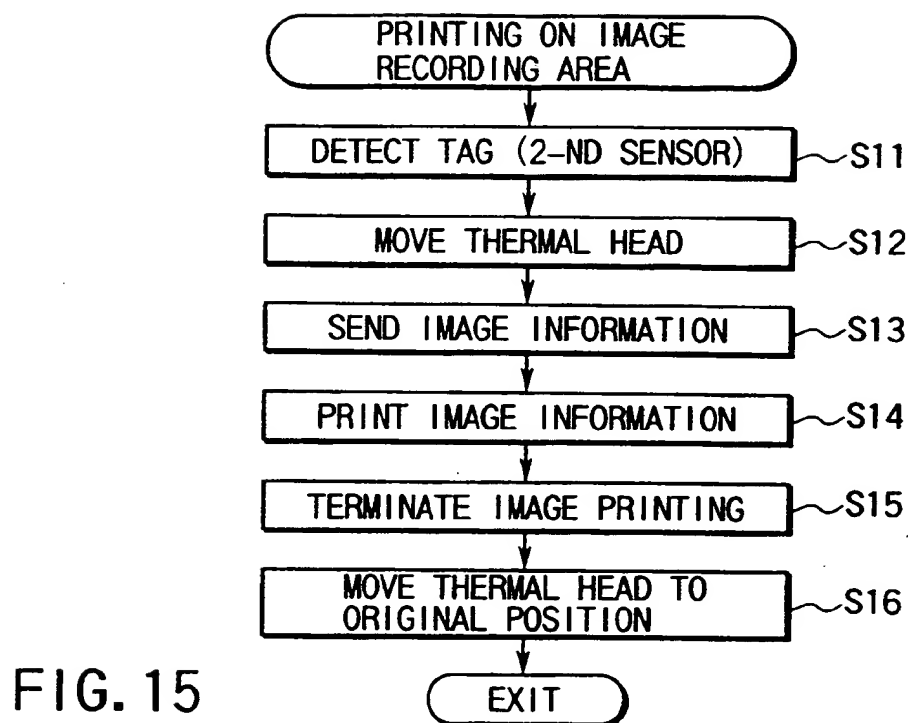 PRINTING ON IMAGE
RECORDING AREA
DETECT TAG (2-ND SENSOR)
S11
MOVE THERMAL HEAD
S12
SEND IMAGE INFORMATION
S13
PRINT IMAGE INFORMATION
S14
TERMINATE IMAGE PRINTING
S15
MOVE THERMAL HEAD TO
ORIGINAL POSITION
S16
EXIT
FIG. 15